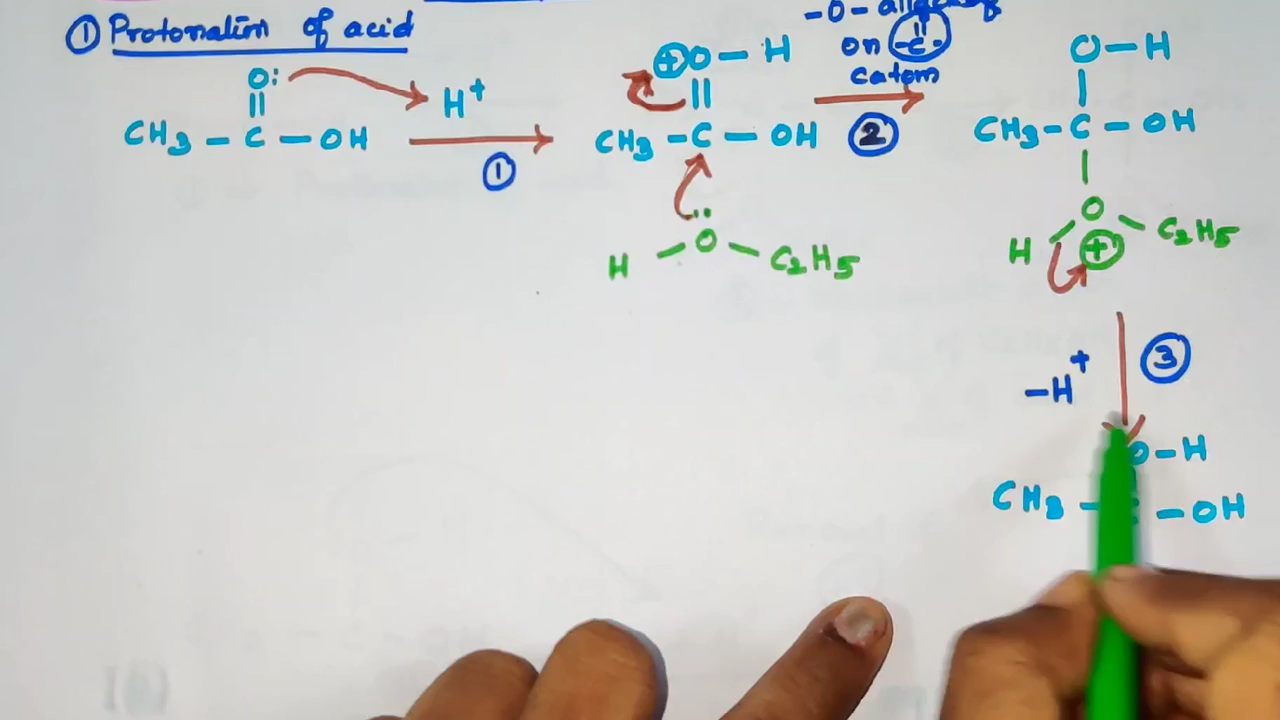 ① Protonation of acid
-O- attacking
on -C-
catom
O:
||
CH3 - C - OH
H+
①
⊕O - H
||
CH3 - C - OH
H - O - C2H5
②
O - H
|
CH3 - C - OH
|
H - O - C2H5
⊕
-H+
③
O - H
CH3 - C - OH